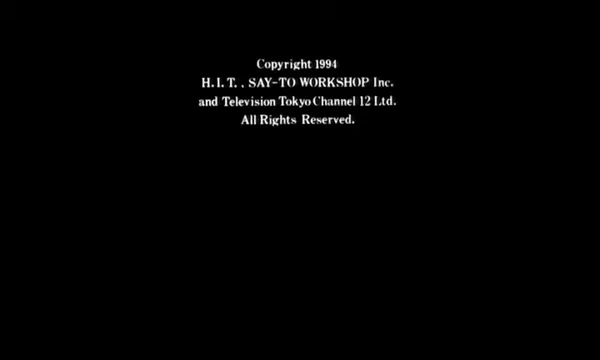 Copyright 1994
H.I.T. , SAY-TO WORKSHOP Inc.
and Television Tokyo Channel 12 Ltd.
All Rights Reserved.